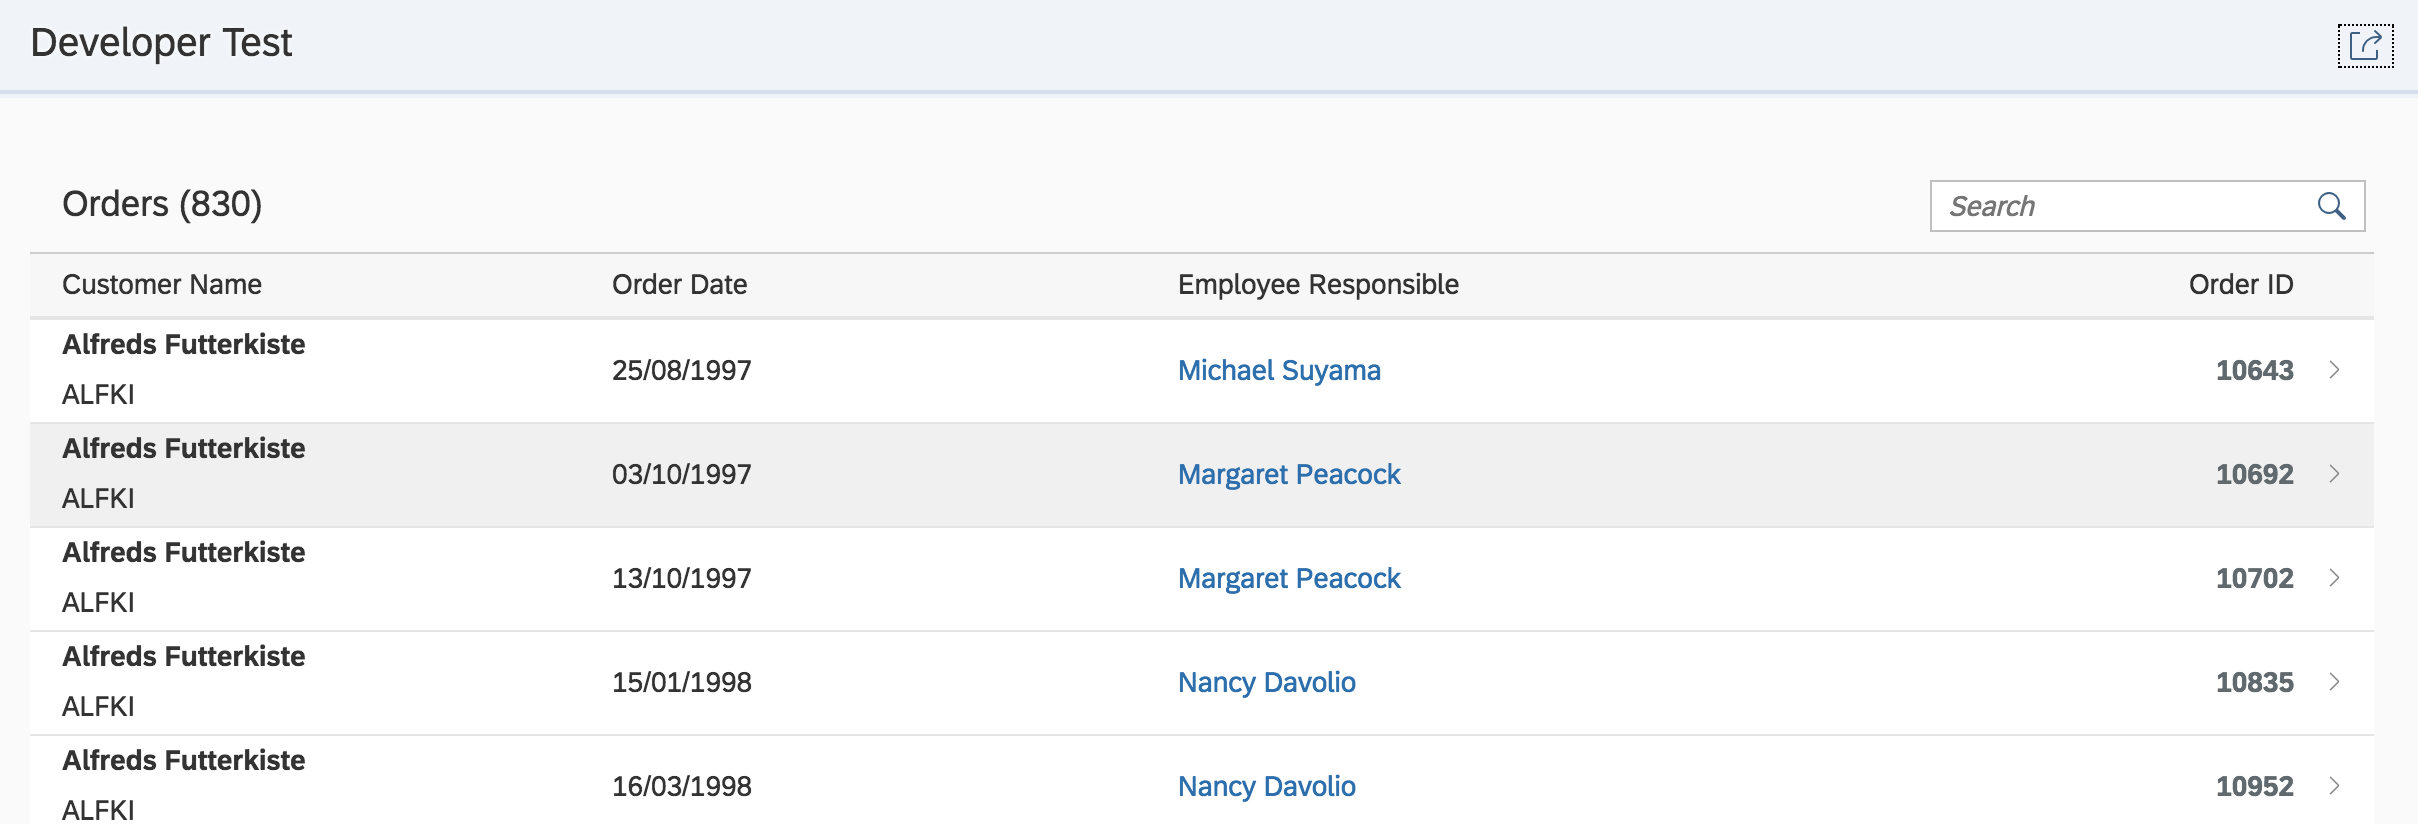 Developer Test
Orders (830)
Search
Customer Name Order Date Employee Responsible Order ID
Alfreds Futterkiste
ALFKI
25/08/1997 Michael Suyama 10643
Alfreds Futterkiste
ALFKI
03/10/1997 Margaret Peacock 10692
Alfreds Futterkiste
ALFKI
13/10/1997 Margaret Peacock 10702
Alfreds Futterkiste
ALFKI
15/01/1998 Nancy Davolio 10835
Alfreds Futterkiste
ALFKI
16/03/1998 Nancy Davolio 10952